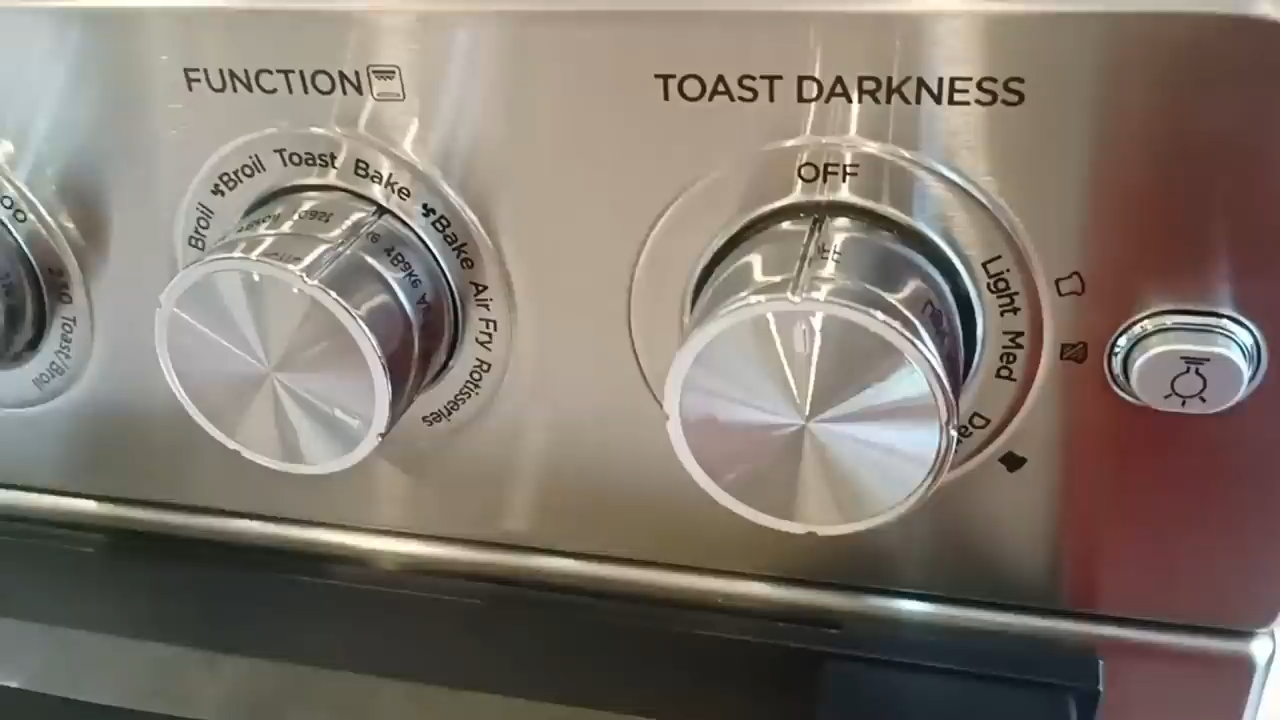 FUNCTION
TOAST DARKNESS
Broil Broil Toast Bake Bake Air Fry Rotisseries
OFF
Light Med
Toast/Broil